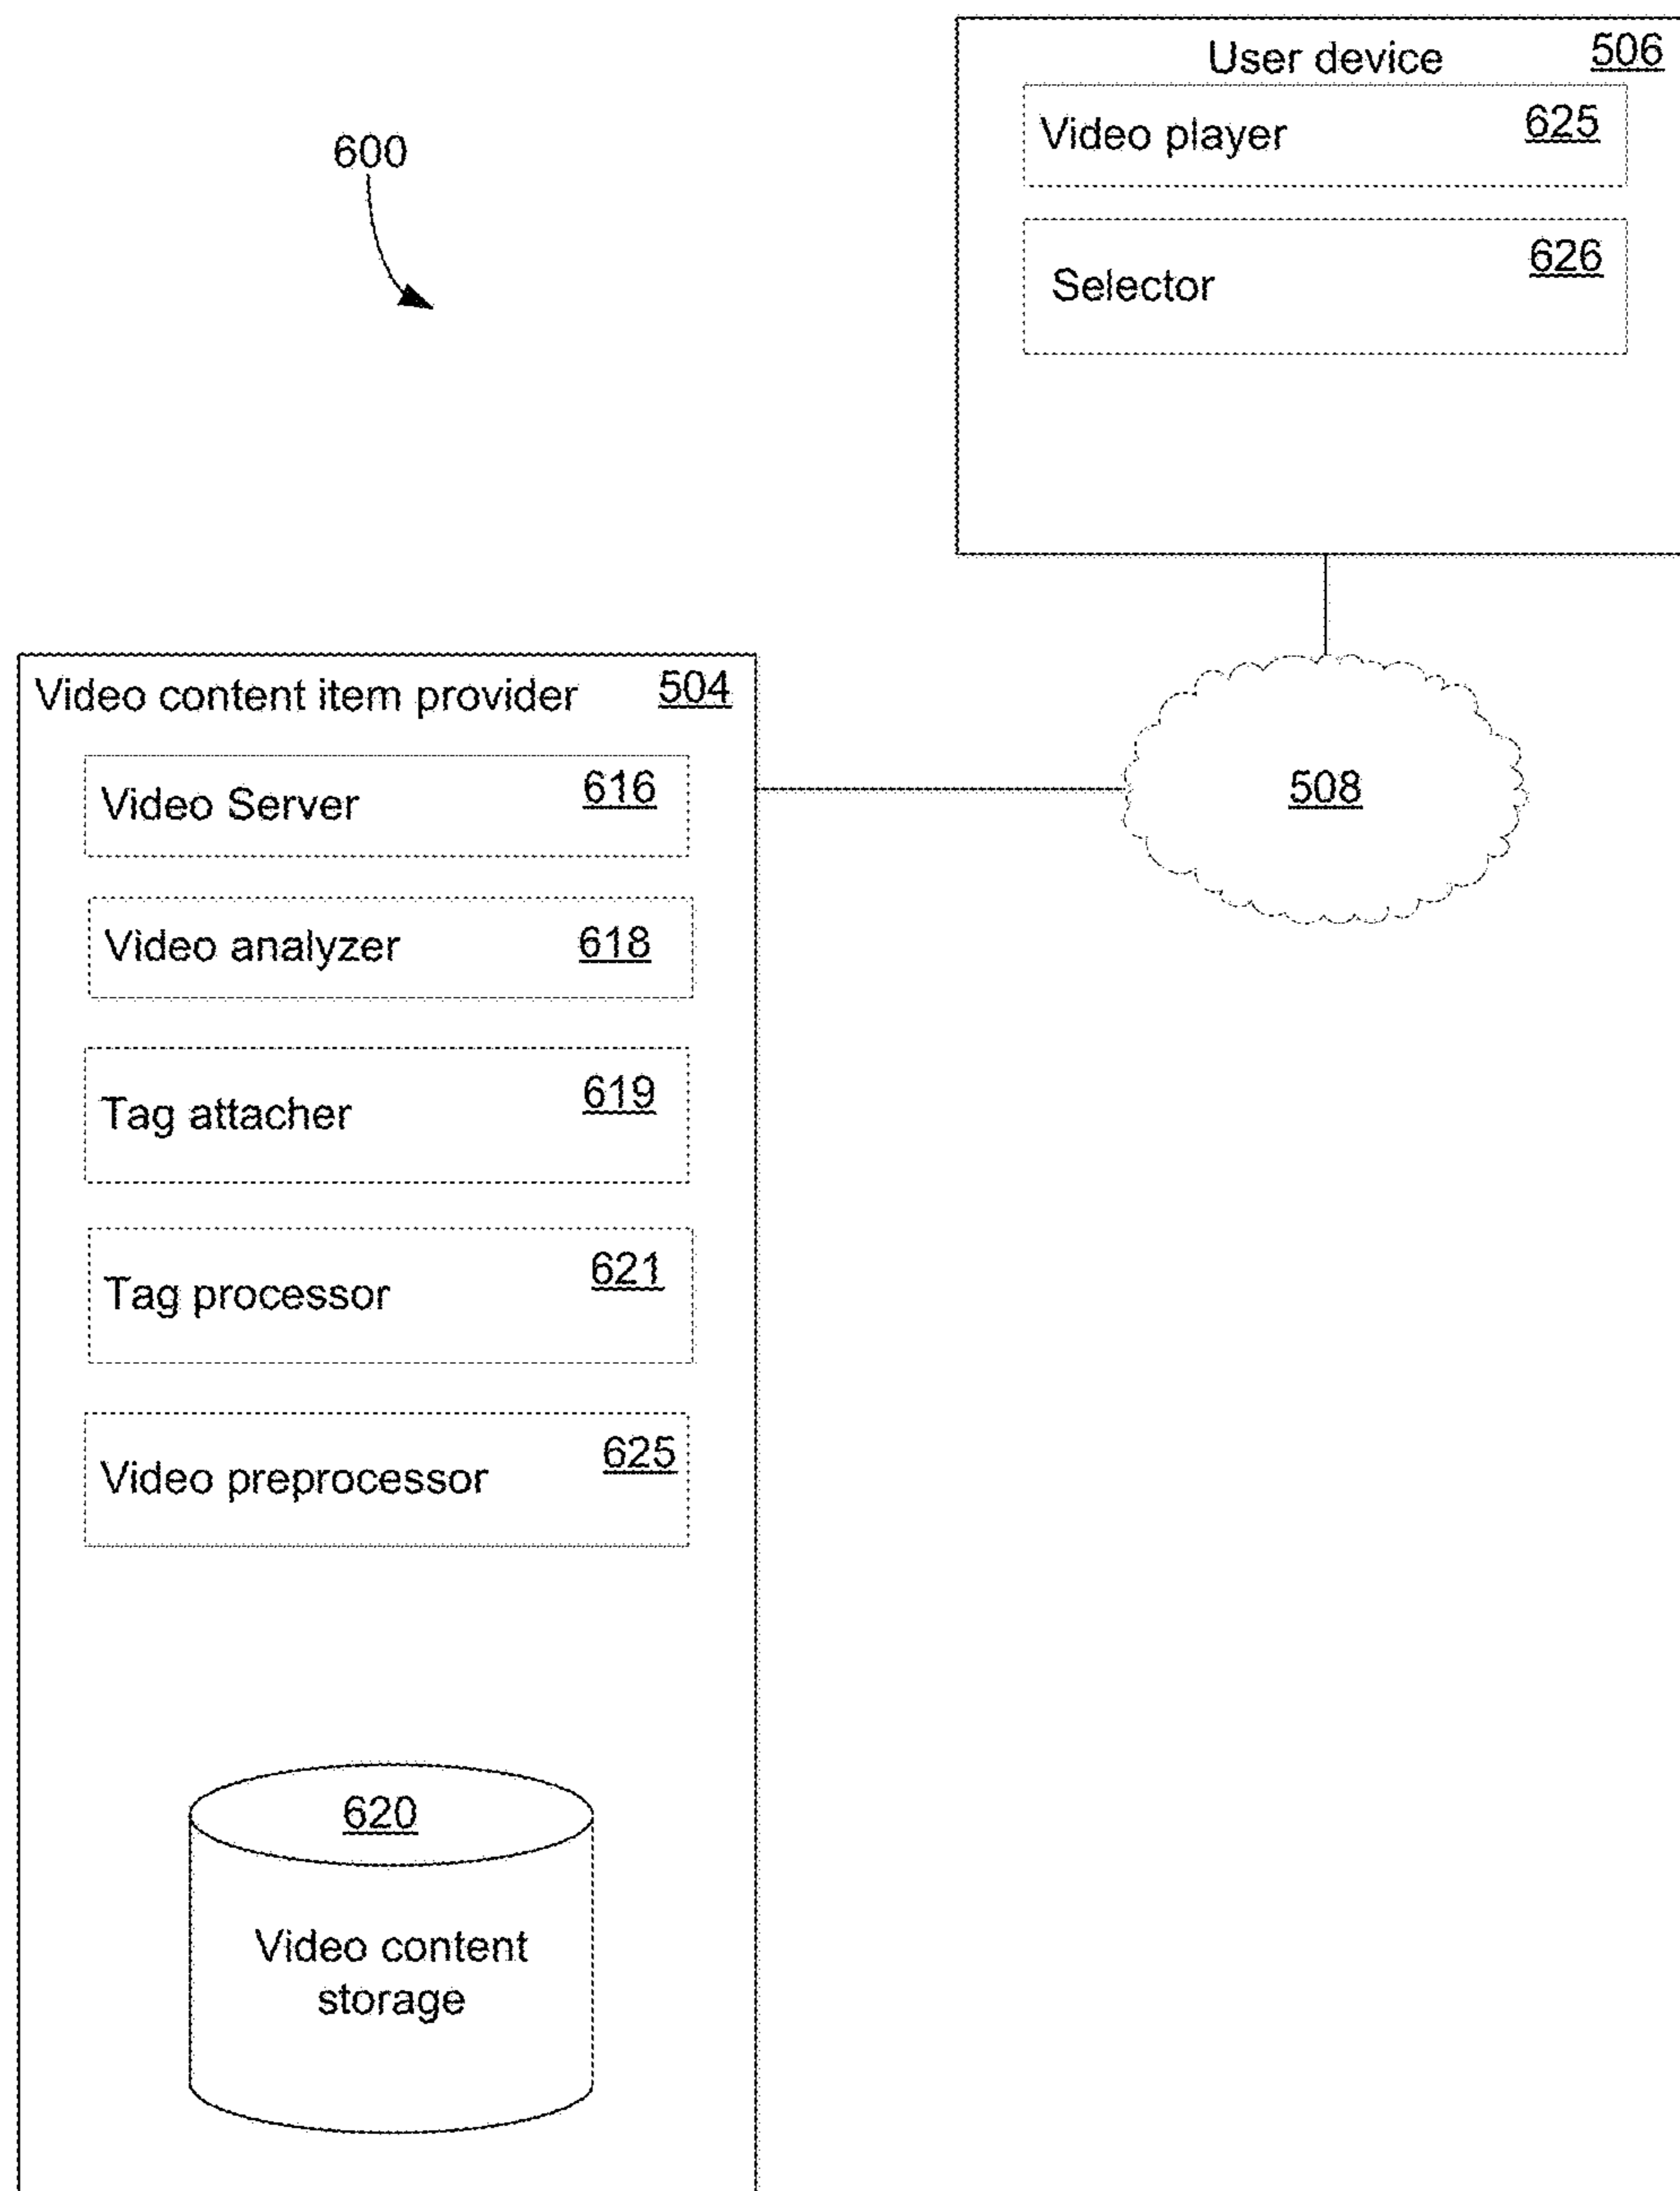 User device 506
Video player 625
Selector 626
600
Video content item provider 504
Video Server 616
508
Video analyzer 618
Tag attacher 619
Tag processor 621
Video preprocessor 625
620
Video content
storage